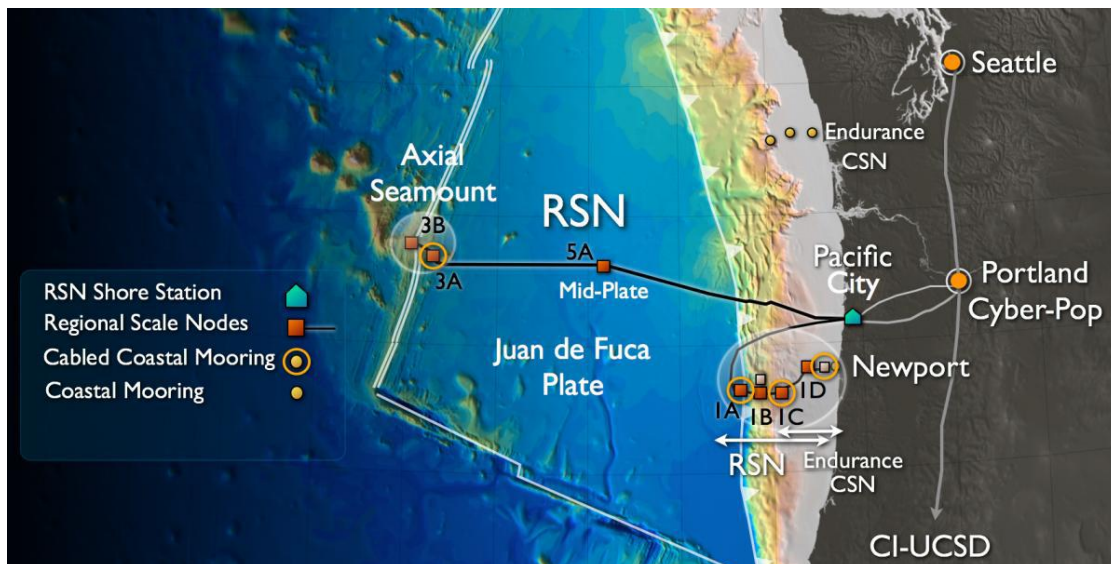 Seattle
Endurance
CSN
Axial
Seamount
RSN
3B
5A
3A
Mid-Plate
Pacific
City
Portland
Cyber-Pop
RSN Shore Station
Regional Scale Nodes
Cabled Coastal Mooring
Coastal Mooring
Juan de Fuca
Plate
Newport
1D
1A
1B
1C
RSN
Endurance
CSN
CI-UCSD